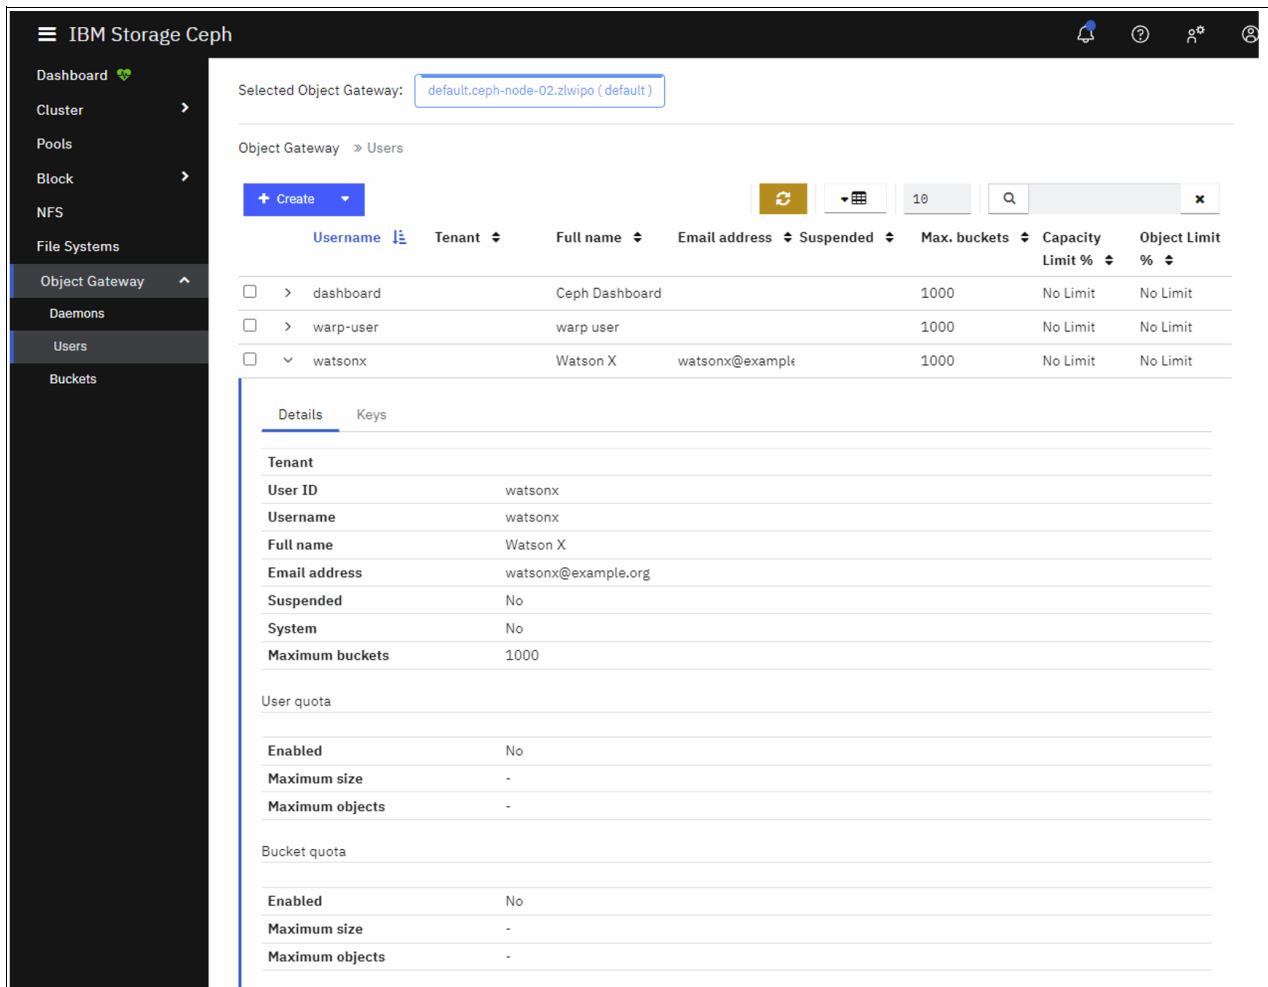 IBM Storage Ceph
Dashboard
Cluster
Pools
Block
NFS
File Systems
Object Gateway
Daemons
Users
Buckets
Selected Object Gateway: default.ceph-node-02.zlwipo ( default )
Object Gateway » Users
+ Create 10
Username Tenant Full name Email address Suspended Max. buckets Capacity Limit % Object Limit %
dashboard Ceph Dashboard 1000 No Limit No Limit
warp-user warp user 1000 No Limit No Limit
watsonx Watson X watsonx@example 1000 No Limit No Limit
Details Keys
Tenant
User ID watsonx
Username watsonx
Full name Watson X
Email address watsonx@example.org
Suspended No
System No
Maximum buckets 1000
User quota
Enabled No
Maximum size -
Maximum objects -
Bucket quota
Enabled No
Maximum size -
Maximum objects -